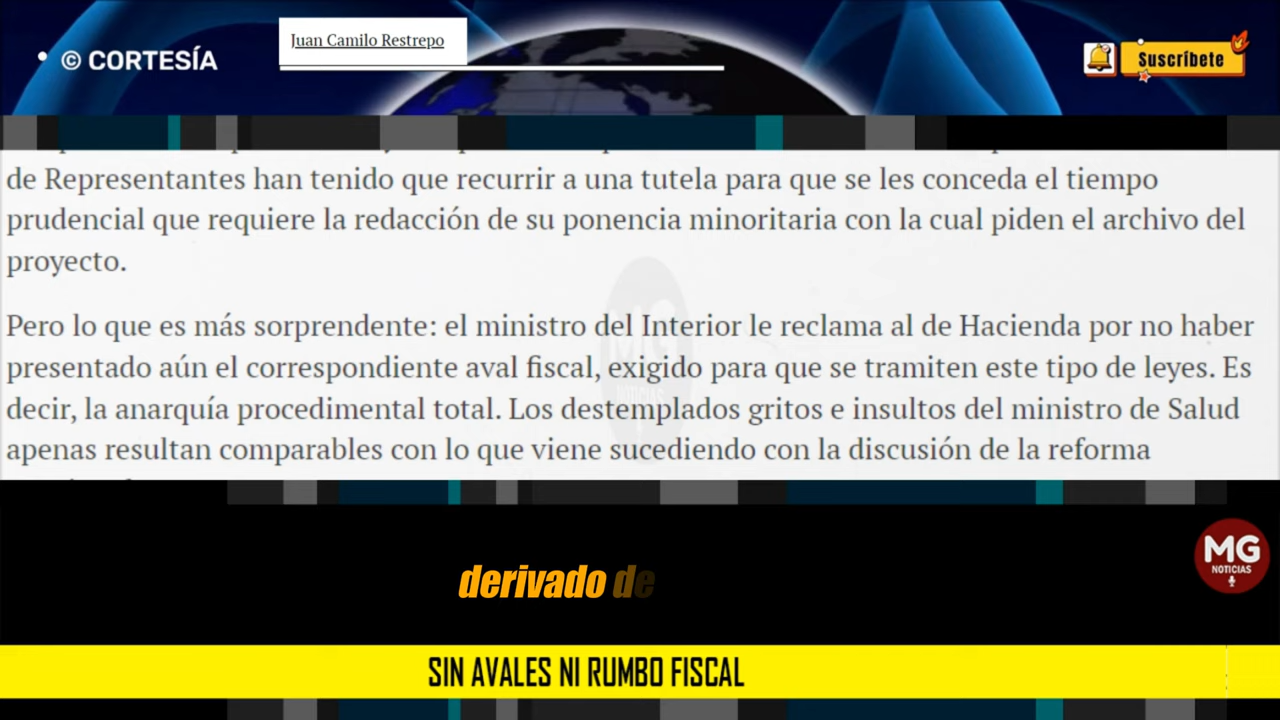 © CORTESÍA
Juan Camilo Restrepo
Suscríbete
de Representantes han tenido que recurrir a una tutela para que se les conceda el tiempo
prudencial que requiere la redacción de su ponencia minoritaria con la cual piden el archivo del
proyecto.
Pero lo que es más sorprendente: el ministro del Interior le reclama al de Hacienda por no haber
presentado aún el correspondiente aval fiscal, exigido para que se tramiten este tipo de leyes. Es
decir, la anarquía procedimental total. Los destemplados gritos e insultos del ministro de Salud
apenas resultan comparables con lo que viene sucediendo con la discusión de la reforma
MG
NOTICIAS
derivado de
MG
NOTICIAS
SIN AVALES NI RUMBO FISCAL